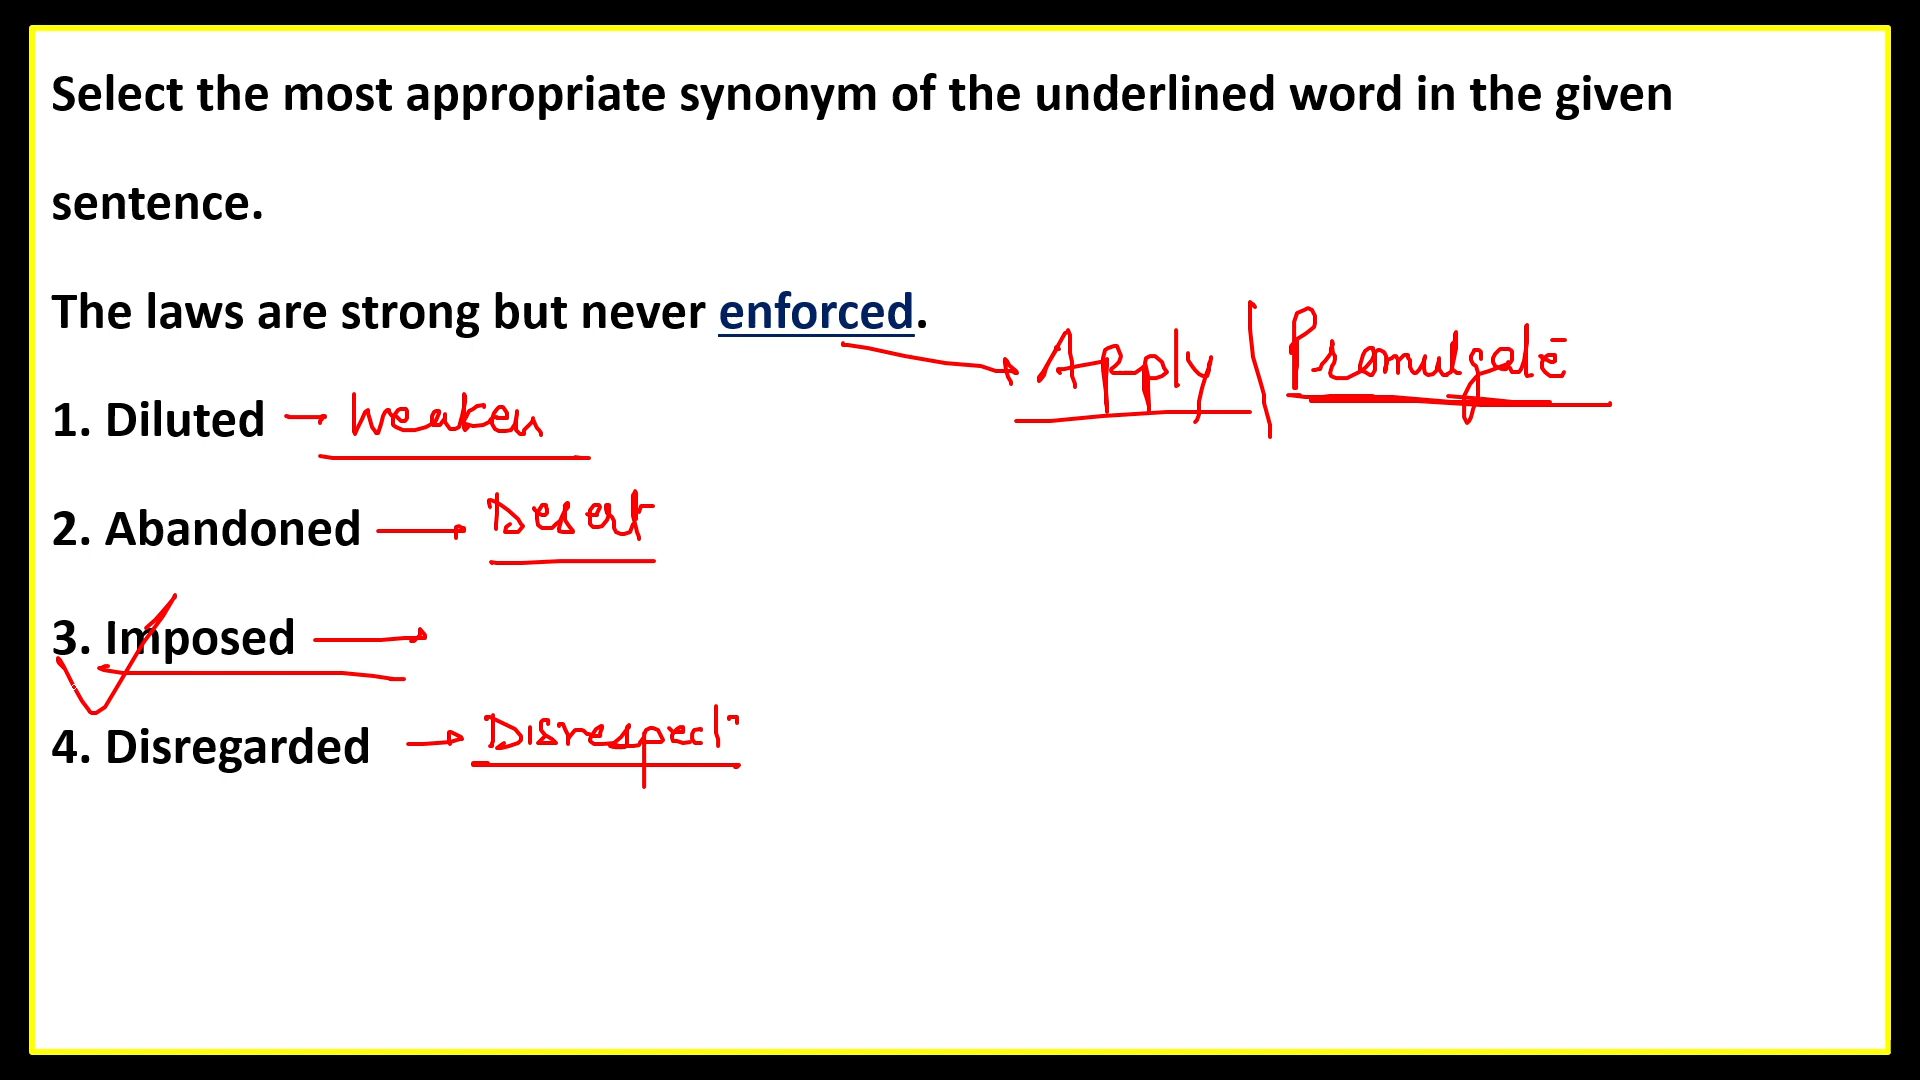 Select the most appropriate synonym of the underlined word in the given
sentence.
The laws are strong but never enforced. Apply | Promulgate
1. Diluted → Weaken
2. Abandoned → Desert
3. Imposed →
4. Disregarded → Disrespect